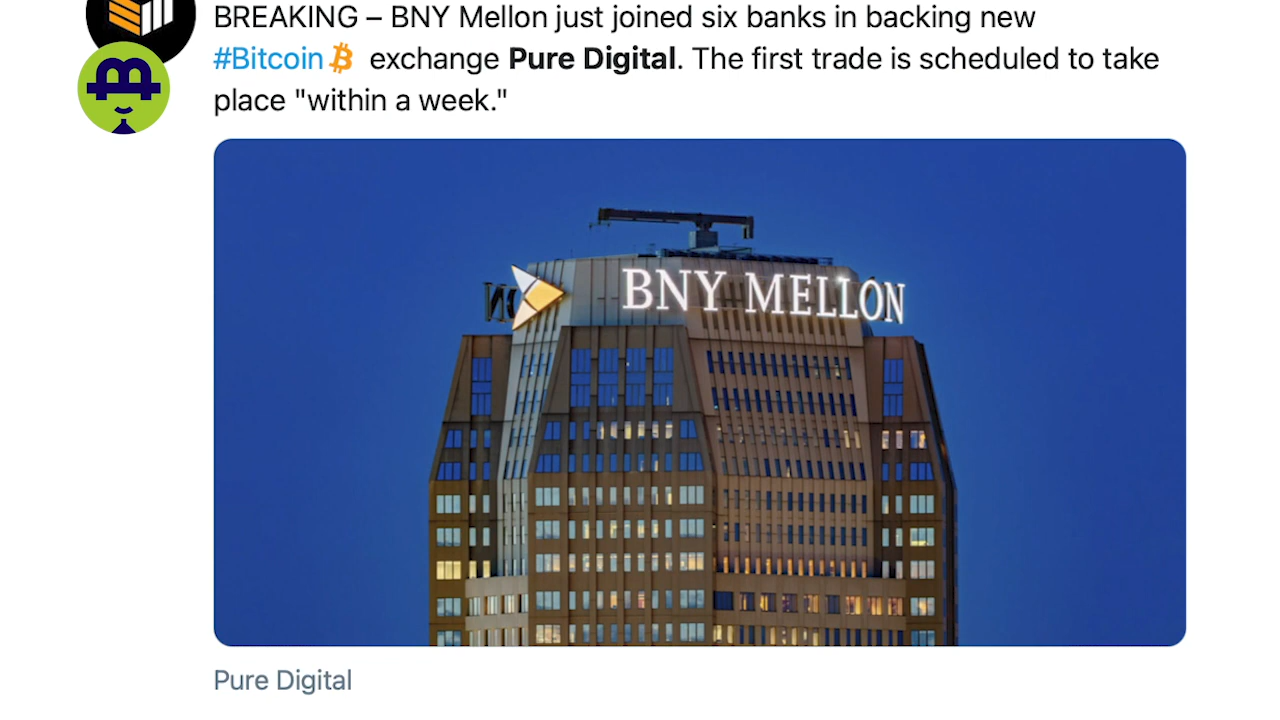 BREAKING – BNY Mellon just joined six banks in backing new
#Bitcoin exchange Pure Digital. The first trade is scheduled to take
place "within a week."
BNY MELLON
Pure Digital